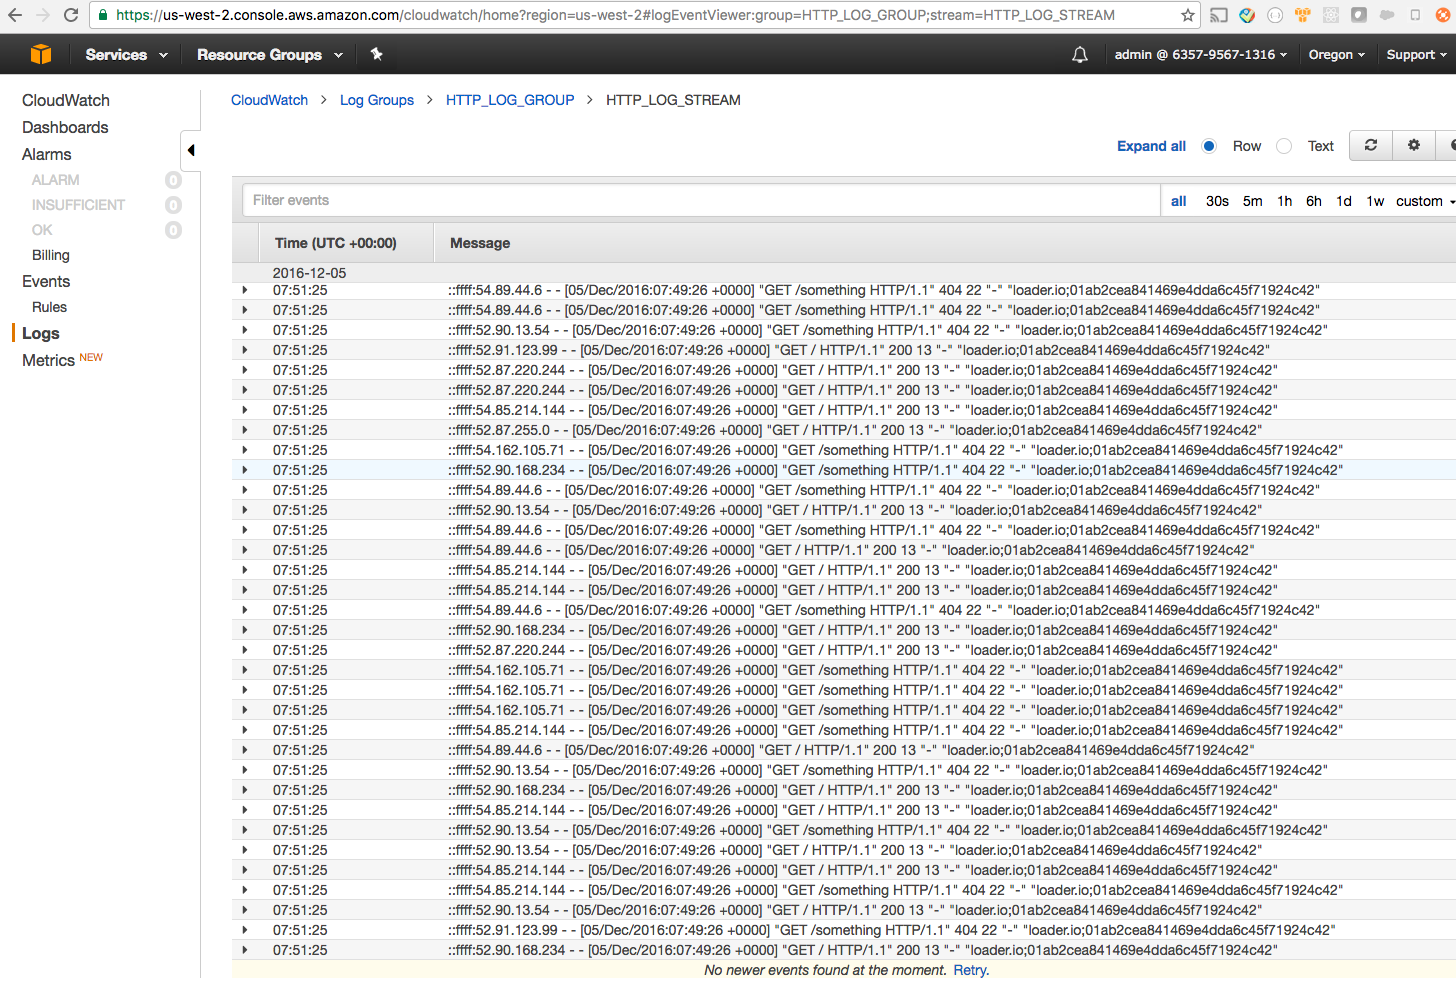 https://us-west-2.console.aws.amazon.com/cloudwatch/home?region=us-west-2#logEventViewer:group=HTTP_LOG_GROUP;stream=HTTP_LOG_STREAM
Services Resource Groups admin @ 6357-9567-1316 Oregon Support
CloudWatch
Dashboards
Alarms
ALARM 0
INSUFFICIENT 0
OK 0
Billing
Events
Rules
Logs
Metrics NEW
CloudWatch > Log Groups > HTTP_LOG_GROUP > HTTP_LOG_STREAM
Expand all Row Text
Filter events all 30s 5m 1h 6h 1d 1w custom
Time (UTC +00:00) Message
2016-12-05
07:51:25 ::ffff:54.89.44.6 - - [05/Dec/2016:07:49:26 +0000] "GET /something HTTP/1.1" 404 22 "-" "loader.io;01ab2cea841469e4dda6c45f71924c42"
07:51:25 ::ffff:54.89.44.6 - - [05/Dec/2016:07:49:26 +0000] "GET /something HTTP/1.1" 404 22 "-" "loader.io;01ab2cea841469e4dda6c45f71924c42"
07:51:25 ::ffff:52.90.13.54 - - [05/Dec/2016:07:49:26 +0000] "GET /something HTTP/1.1" 404 22 "-" "loader.io;01ab2cea841469e4dda6c45f71924c42"
07:51:25 ::ffff:52.91.123.99 - - [05/Dec/2016:07:49:26 +0000] "GET / HTTP/1.1" 200 13 "-" "loader.io;01ab2cea841469e4dda6c45f71924c42"
07:51:25 ::ffff:52.87.220.244 - - [05/Dec/2016:07:49:26 +0000] "GET / HTTP/1.1" 200 13 "-" "loader.io;01ab2cea841469e4dda6c45f71924c42"
07:51:25 ::ffff:52.87.220.244 - - [05/Dec/2016:07:49:26 +0000] "GET / HTTP/1.1" 200 13 "-" "loader.io;01ab2cea841469e4dda6c45f71924c42"
07:51:25 ::ffff:54.85.214.144 - - [05/Dec/2016:07:49:26 +0000] "GET / HTTP/1.1" 200 13 "-" "loader.io;01ab2cea841469e4dda6c45f71924c42"
07:51:25 ::ffff:52.87.255.0 - - [05/Dec/2016:07:49:26 +0000] "GET / HTTP/1.1" 200 13 "-" "loader.io;01ab2cea841469e4dda6c45f71924c42"
07:51:25 ::ffff:54.162.105.71 - - [05/Dec/2016:07:49:26 +0000] "GET /something HTTP/1.1" 404 22 "-" "loader.io;01ab2cea841469e4dda6c45f71924c42"
07:51:25 ::ffff:52.90.168.234 - - [05/Dec/2016:07:49:26 +0000] "GET /something HTTP/1.1" 404 22 "-" "loader.io;01ab2cea841469e4dda6c45f71924c42"
07:51:25 ::ffff:54.89.44.6 - - [05/Dec/2016:07:49:26 +0000] "GET /something HTTP/1.1" 404 22 "-" "loader.io;01ab2cea841469e4dda6c45f71924c42"
07:51:25 ::ffff:52.90.13.54 - - [05/Dec/2016:07:49:26 +0000] "GET / HTTP/1.1" 200 13 "-" "loader.io;01ab2cea841469e4dda6c45f71924c42"
07:51:25 ::ffff:54.89.44.6 - - [05/Dec/2016:07:49:26 +0000] "GET /something HTTP/1.1" 404 22 "-" "loader.io;01ab2cea841469e4dda6c45f71924c42"
07:51:25 ::ffff:54.89.44.6 - - [05/Dec/2016:07:49:26 +0000] "GET / HTTP/1.1" 200 13 "-" "loader.io;01ab2cea841469e4dda6c45f71924c42"
07:51:25 ::ffff:54.85.214.144 - - [05/Dec/2016:07:49:26 +0000] "GET / HTTP/1.1" 200 13 "-" "loader.io;01ab2cea841469e4dda6c45f71924c42"
07:51:25 ::ffff:54.85.214.144 - - [05/Dec/2016:07:49:26 +0000] "GET / HTTP/1.1" 200 13 "-" "loader.io;01ab2cea841469e4dda6c45f71924c42"
07:51:25 ::ffff:54.89.44.6 - - [05/Dec/2016:07:49:26 +0000] "GET /something HTTP/1.1" 404 22 "-" "loader.io;01ab2cea841469e4dda6c45f71924c42"
07:51:25 ::ffff:52.90.168.234 - - [05/Dec/2016:07:49:26 +0000] "GET / HTTP/1.1" 200 13 "-" "loader.io;01ab2cea841469e4dda6c45f71924c42"
07:51:25 ::ffff:52.87.220.244 - - [05/Dec/2016:07:49:26 +0000] "GET / HTTP/1.1" 200 13 "-" "loader.io;01ab2cea841469e4dda6c45f71924c42"
07:51:25 ::ffff:54.162.105.71 - - [05/Dec/2016:07:49:26 +0000] "GET /something HTTP/1.1" 404 22 "-" "loader.io;01ab2cea841469e4dda6c45f71924c42"
07:51:25 ::ffff:54.162.105.71 - - [05/Dec/2016:07:49:26 +0000] "GET /something HTTP/1.1" 404 22 "-" "loader.io;01ab2cea841469e4dda6c45f71924c42"
07:51:25 ::ffff:54.162.105.71 - - [05/Dec/2016:07:49:26 +0000] "GET /something HTTP/1.1" 404 22 "-" "loader.io;01ab2cea841469e4dda6c45f71924c42"
07:51:25 ::ffff:54.85.214.144 - - [05/Dec/2016:07:49:26 +0000] "GET /something HTTP/1.1" 404 22 "-" "loader.io;01ab2cea841469e4dda6c45f71924c42"
07:51:25 ::ffff:54.89.44.6 - - [05/Dec/2016:07:49:26 +0000] "GET / HTTP/1.1" 200 13 "-" "loader.io;01ab2cea841469e4dda6c45f71924c42"
07:51:25 ::ffff:52.90.13.54 - - [05/Dec/2016:07:49:26 +0000] "GET /something HTTP/1.1" 404 22 "-" "loader.io;01ab2cea841469e4dda6c45f71924c42"
07:51:25 ::ffff:52.90.168.234 - - [05/Dec/2016:07:49:26 +0000] "GET / HTTP/1.1" 200 13 "-" "loader.io;01ab2cea841469e4dda6c45f71924c42"
07:51:25 ::ffff:54.85.214.144 - - [05/Dec/2016:07:49:26 +0000] "GET / HTTP/1.1" 200 13 "-" "loader.io;01ab2cea841469e4dda6c45f71924c42"
07:51:25 ::ffff:52.90.13.54 - - [05/Dec/2016:07:49:26 +0000] "GET /something HTTP/1.1" 404 22 "-" "loader.io;01ab2cea841469e4dda6c45f71924c42"
07:51:25 ::ffff:52.90.13.54 - - [05/Dec/2016:07:49:26 +0000] "GET / HTTP/1.1" 200 13 "-" "loader.io;01ab2cea841469e4dda6c45f71924c42"
07:51:25 ::ffff:54.85.214.144 - - [05/Dec/2016:07:49:26 +0000] "GET / HTTP/1.1" 200 13 "-" "loader.io;01ab2cea841469e4dda6c45f71924c42"
07:51:25 ::ffff:54.85.214.144 - - [05/Dec/2016:07:49:26 +0000] "GET /something HTTP/1.1" 404 22 "-" "loader.io;01ab2cea841469e4dda6c45f71924c42"
07:51:25 ::ffff:52.90.13.54 - - [05/Dec/2016:07:49:26 +0000] "GET / HTTP/1.1" 200 13 "-" "loader.io;01ab2cea841469e4dda6c45f71924c42"
07:51:25 ::ffff:52.91.123.99 - - [05/Dec/2016:07:49:26 +0000] "GET /something HTTP/1.1" 404 22 "-" "loader.io;01ab2cea841469e4dda6c45f71924c42"
07:51:25 ::ffff:52.90.168.234 - - [05/Dec/2016:07:49:26 +0000] "GET / HTTP/1.1" 200 13 "-" "loader.io;01ab2cea841469e4dda6c45f71924c42"
No newer events found at the moment. Retry.